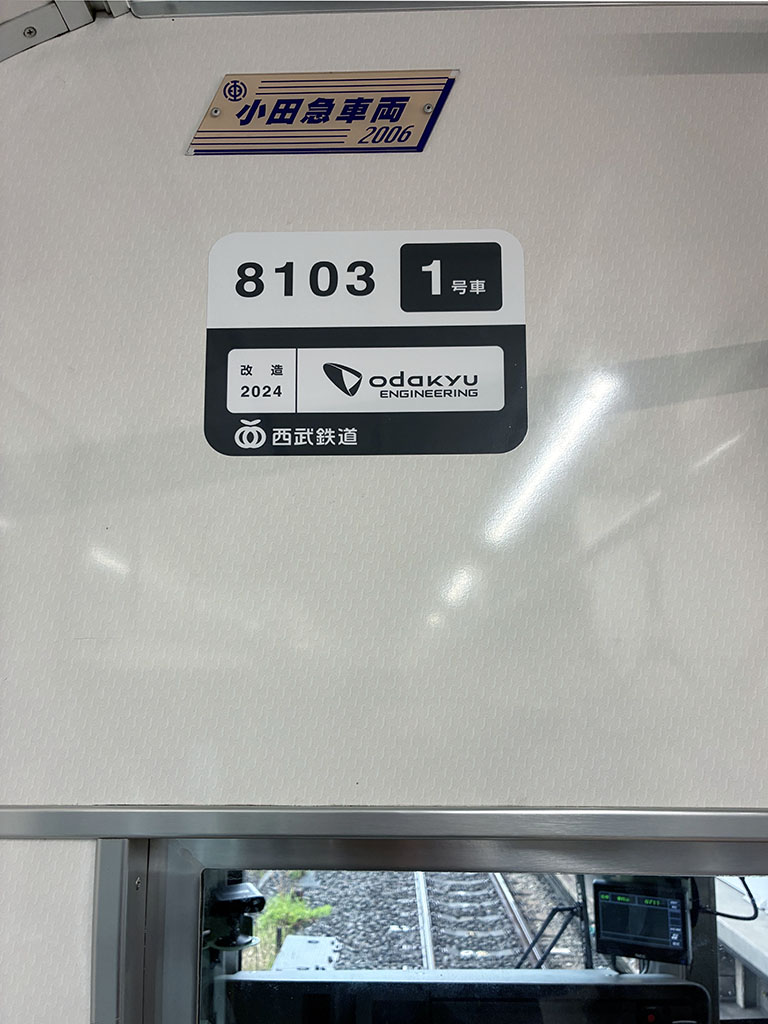 小田急車両
2006
8103 1号車
改造
2024
odakyu
ENGINEERING
西武鉄道